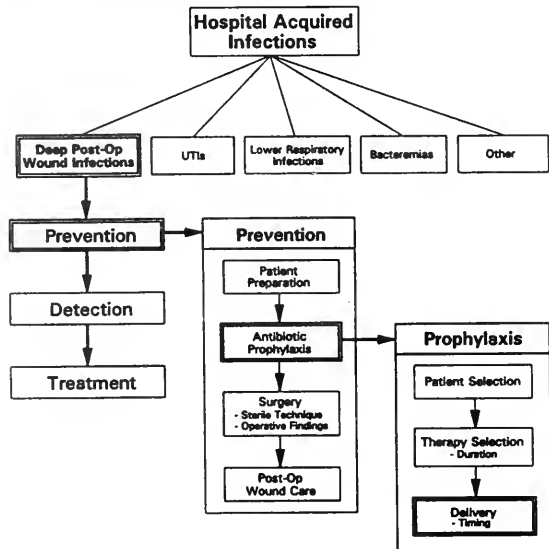 Hospital Acquired
Infections
Deep Post-Op
Wound Infections
UTIs
Lower Respiratory
Infections
Bacteremias
Other
Prevention
Detection
Treatment
Prevention
Patient
Preparation
Antibiotic
Prophylaxis
Surgery
- Sterile Technique
- Operative Findings
Post-Op
Wound Care
Prophylaxis
Patient Selection
Therapy Selection
- Duration
Delivery
- Timing